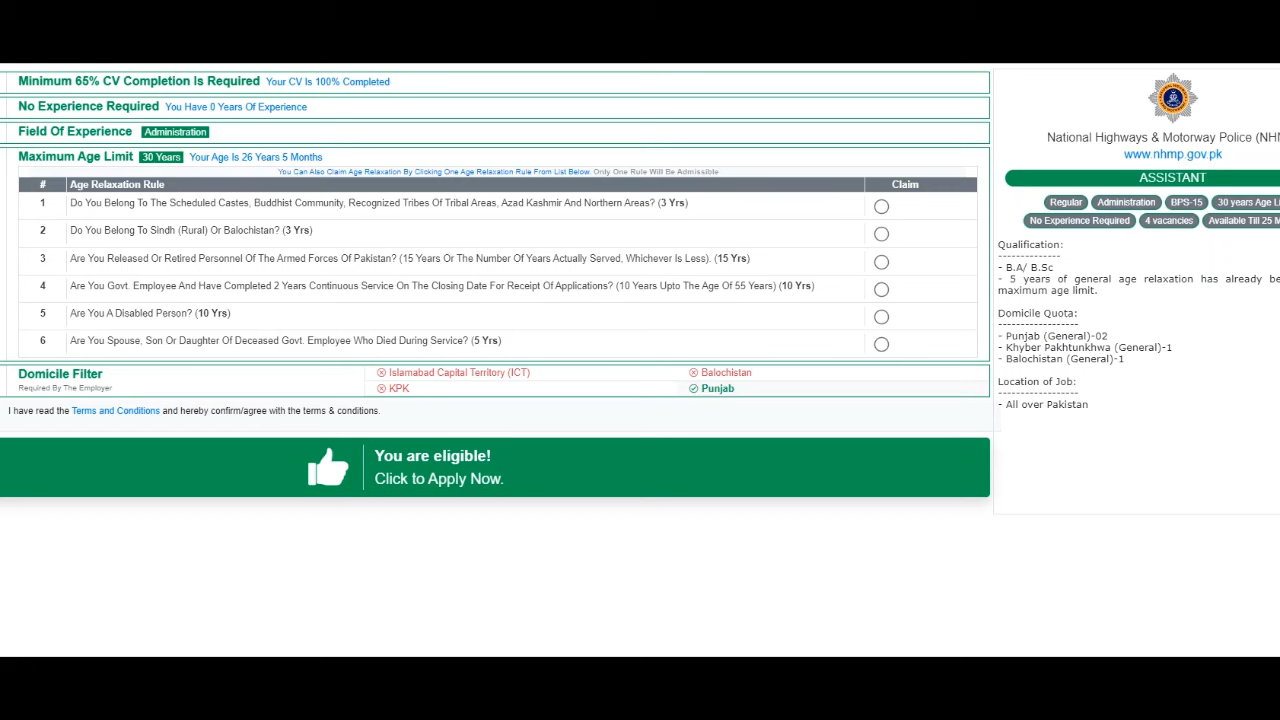 Minimum 65% CV Completion Is Required Your CV Is 100% Completed
No Experience Required You Have 0 Years Of Experience
Field Of Experience Administration
Maximum Age Limit 30 Years Your Age Is 26 Years 5 Months
You Can Also Claim Age Relaxation By Clicking One Age Relaxation Rule From List Below. Only One Rule Will Be Admissible
# Age Relaxation Rule Claim
1 Do You Belong To The Scheduled Castes, Buddhist Community, Recognized Tribes Of Tribal Areas, Azad Kashmir And Northern Areas? (3 Yrs)
2 Do You Belong To Sindh (Rural) Or Balochistan? (3 Yrs)
3 Are You Released Or Retired Personnel Of The Armed Forces Of Pakistan? (15 Years Or The Number Of Years Actually Served, Whichever Is Less). (15 Yrs)
4 Are You Govt. Employee And Have Completed 2 Years Continuous Service On The Closing Date For Receipt Of Applications? (10 Years Upto The Age Of 55 Years) (10 Yrs)
5 Are You A Disabled Person? (10 Yrs)
6 Are You Spouse, Son Or Daughter Of Deceased Govt. Employee Who Died During Service? (5 Yrs)
Domicile Filter
Required By The Employer
Islamabad Capital Territory (ICT) Balochistan
KPK Punjab
I have read the Terms and Conditions and hereby confirm/agree with the terms & conditions.
You are eligible!
Click to Apply Now.
National Highways & Motorway Police (NH
www.nhmp.gov.pk
ASSISTANT
Regular Administration BPS-15 30 years Age Li
No Experience Required 4 vacancies Available Till 25 M
Qualification:
--------------
- B.A/ B.Sc
- 5 years of general age relaxation has already be
maximum age limit.
Domicile Quota:
------------------
- Punjab (General)-02
- Khyber Pakhtunkhwa (General)-1
- Balochistan (General)-1
Location of Job:
------------------
- All over Pakistan